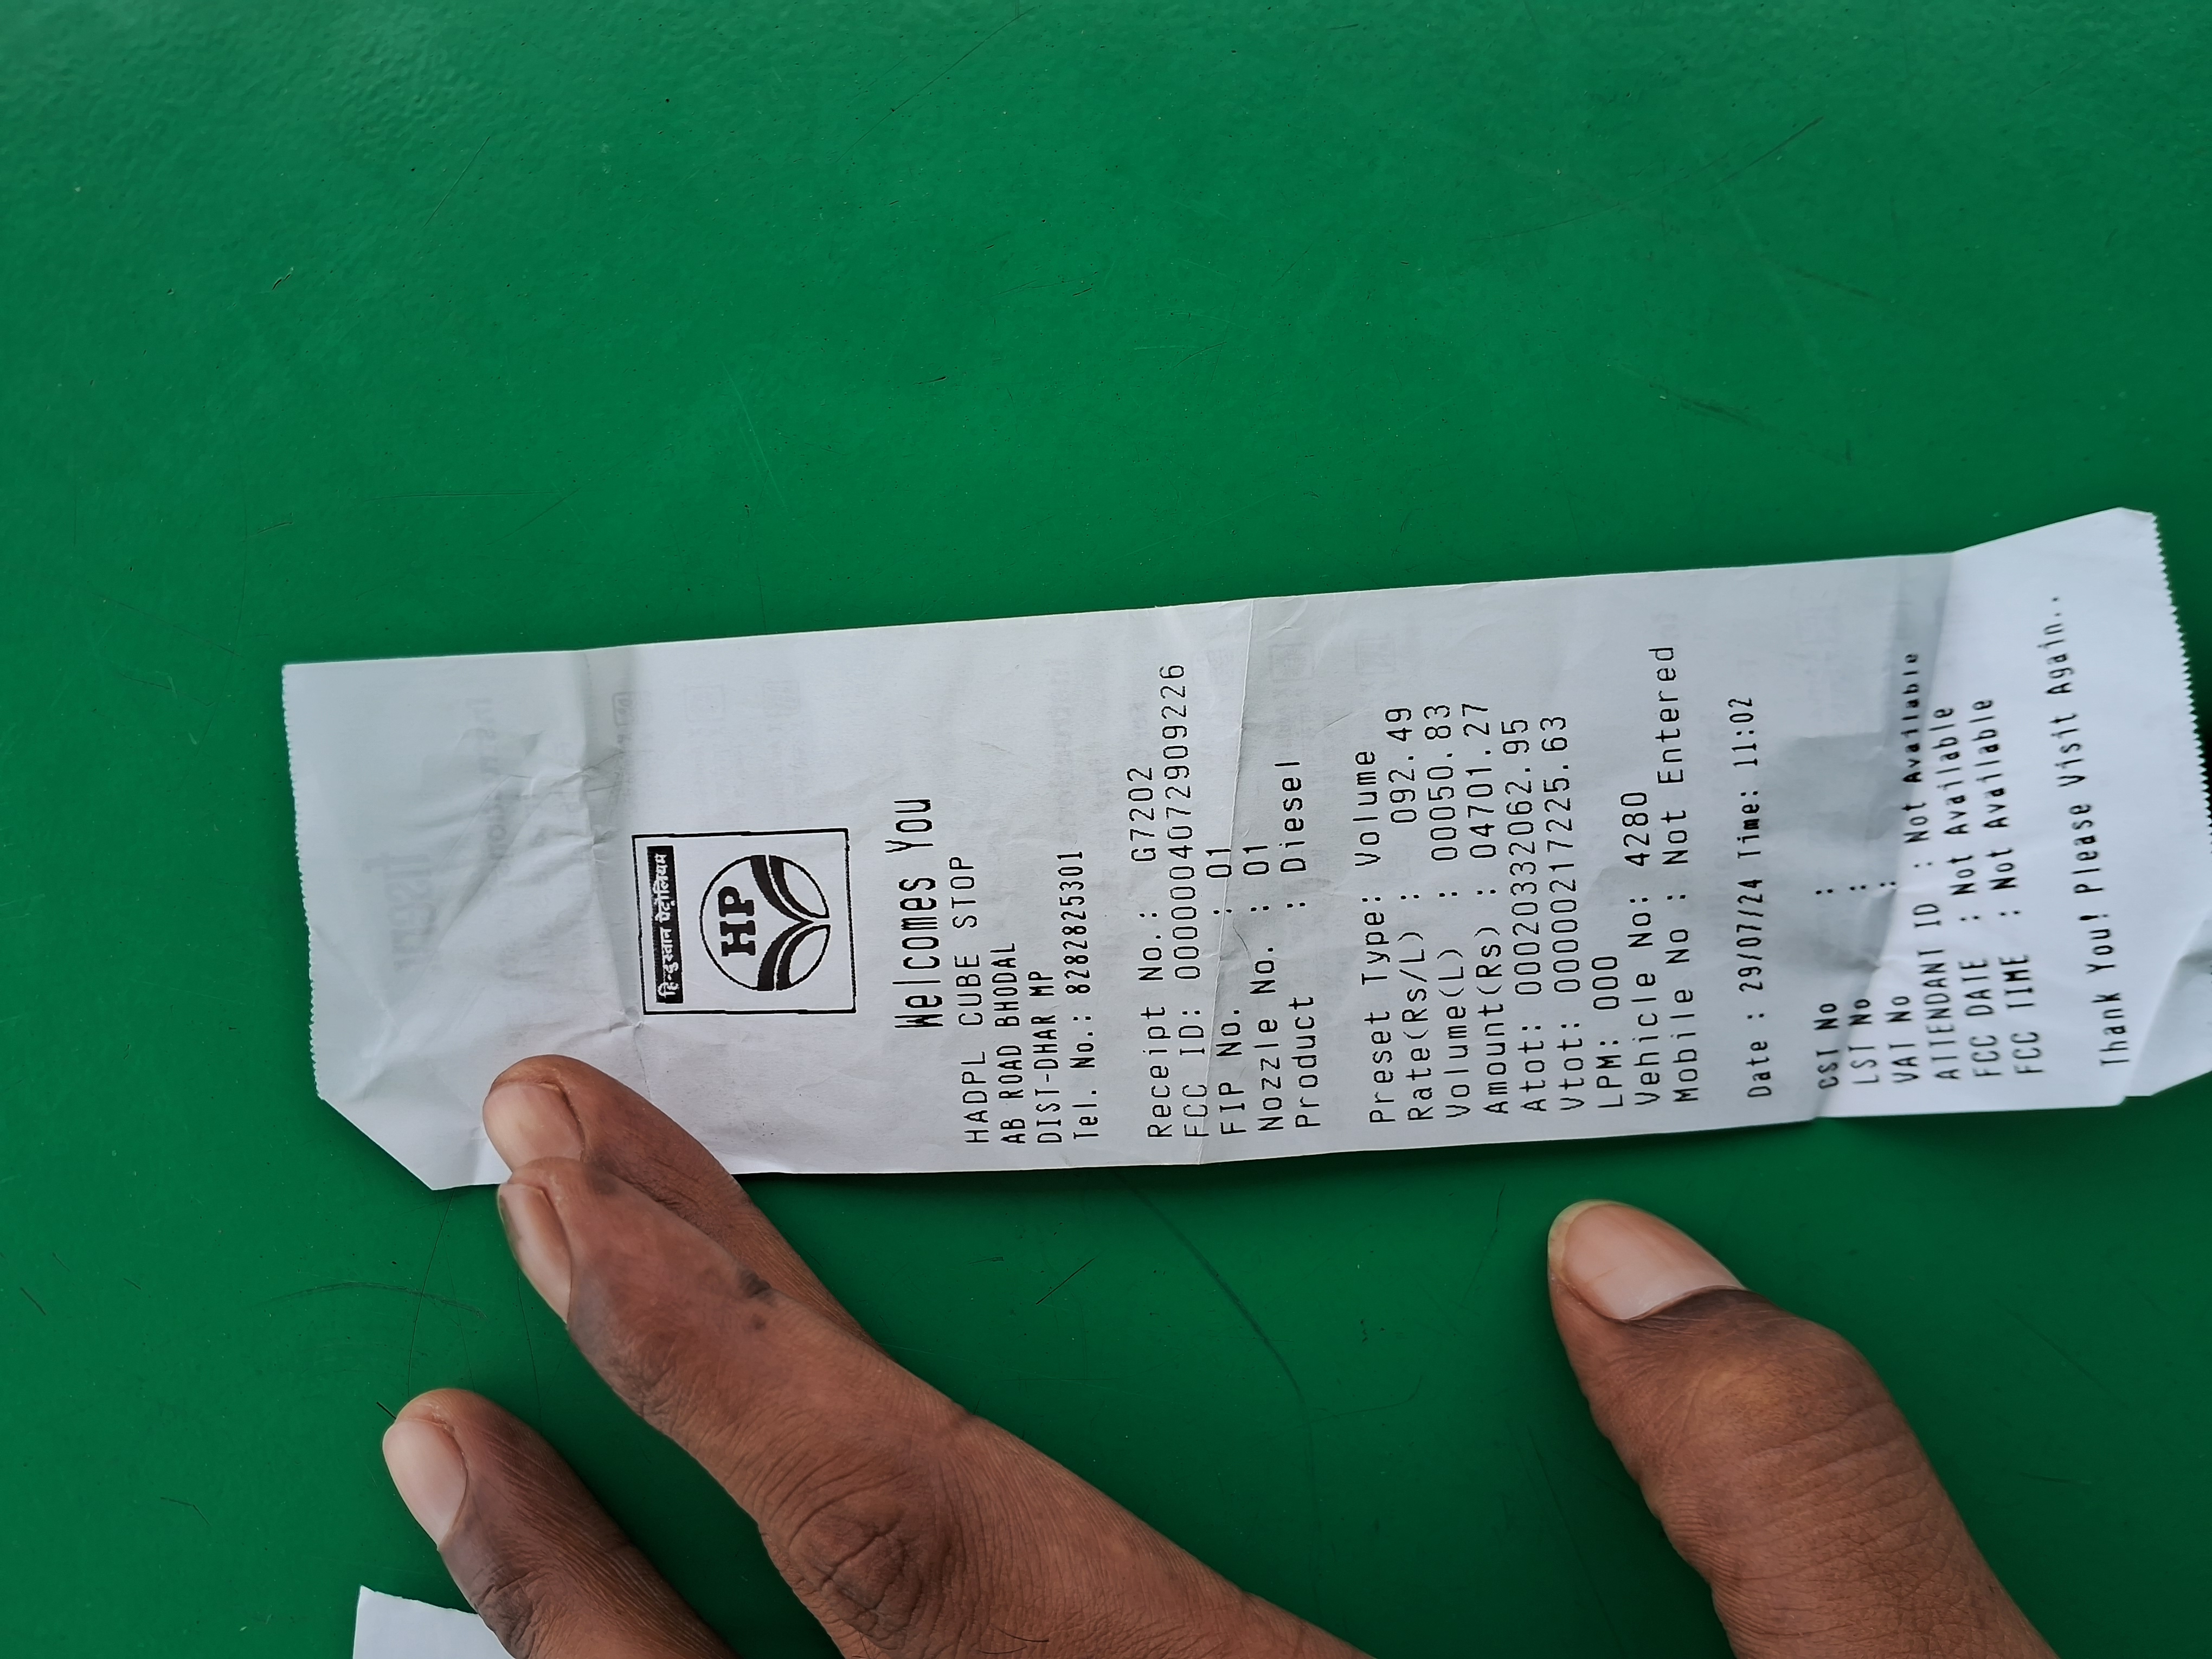 हिन्दुस्तान पेट्रोलियम
HP
Welcomes You
HADPL CUBE STOP
AB ROAD BHODAL
DIST-DHAR MP
Tel. No.: 8282825301
Receipt No.: G7202
FCC ID: 000004072909226
FIP No. : 01
Nozzle No. : 01
Product : Diesel
Preset Type: Volume
Rate(Rs/L) : 092.49
Volume(L) : 00050.83
Amount(Rs) : 04701.27
Atot: 000203332062.95
Vtot: 000002172225.63
LPM: 000
Vehicle No: 4280
Mobile No : Not Entered
Date : 29/07/24 Time: 11:02
CST No :
LST No :
VAT No :
ATTENDANT ID : Not Available
FCC DATE : Not Available
FCC TIME : Not Available
Thank You! Please Visit Again..